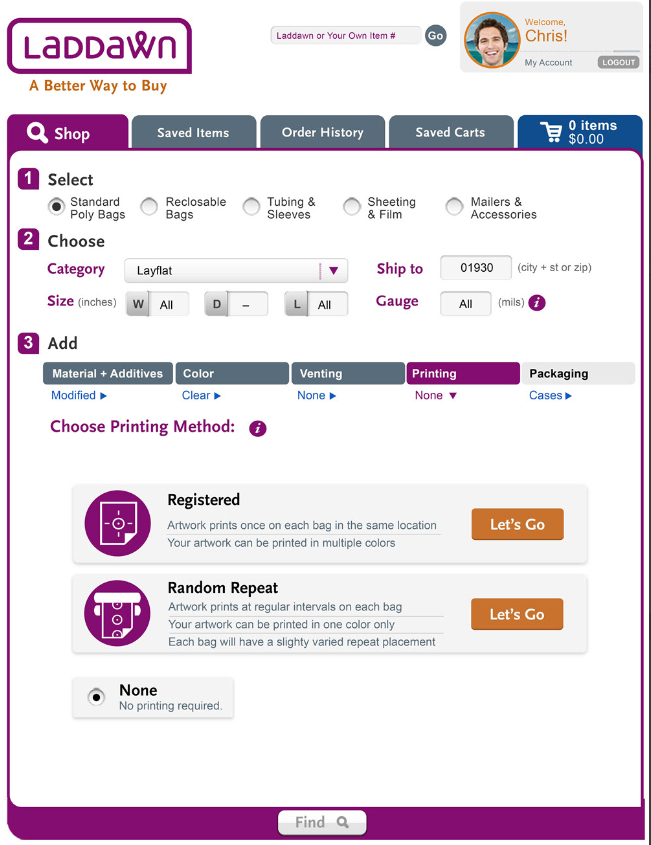 LaDDaWn
A Better Way to Buy
Laddawn or Your Own Item #
Go
Welcome,
Chris!
My Account
LOGOUT
Shop
Saved Items
Order History
Saved Carts
0 items
$0.00
1 Select
Standard
Poly Bags
Reclosable
Bags
Tubing &
Sleeves
Sheeting
& Film
Mailers &
Accessories
2 Choose
Category
Layflat
Ship to
01930
(city + st or zip)
Size (inches)
W All
D –
L All
Gauge
All
(mils) i
3 Add
Material + Additives
Color
Venting
Printing
Packaging
Modified
Clear
None
None
Cases
Choose Printing Method: i
Registered
Artwork prints once on each bag in the same location
Your artwork can be printed in multiple colors
Let's Go
Random Repeat
Artwork prints at regular intervals on each bag
Your artwork can be printed in one color only
Each bag will have a slighty varied repeat placement
Let's Go
None
No printing required.
Find